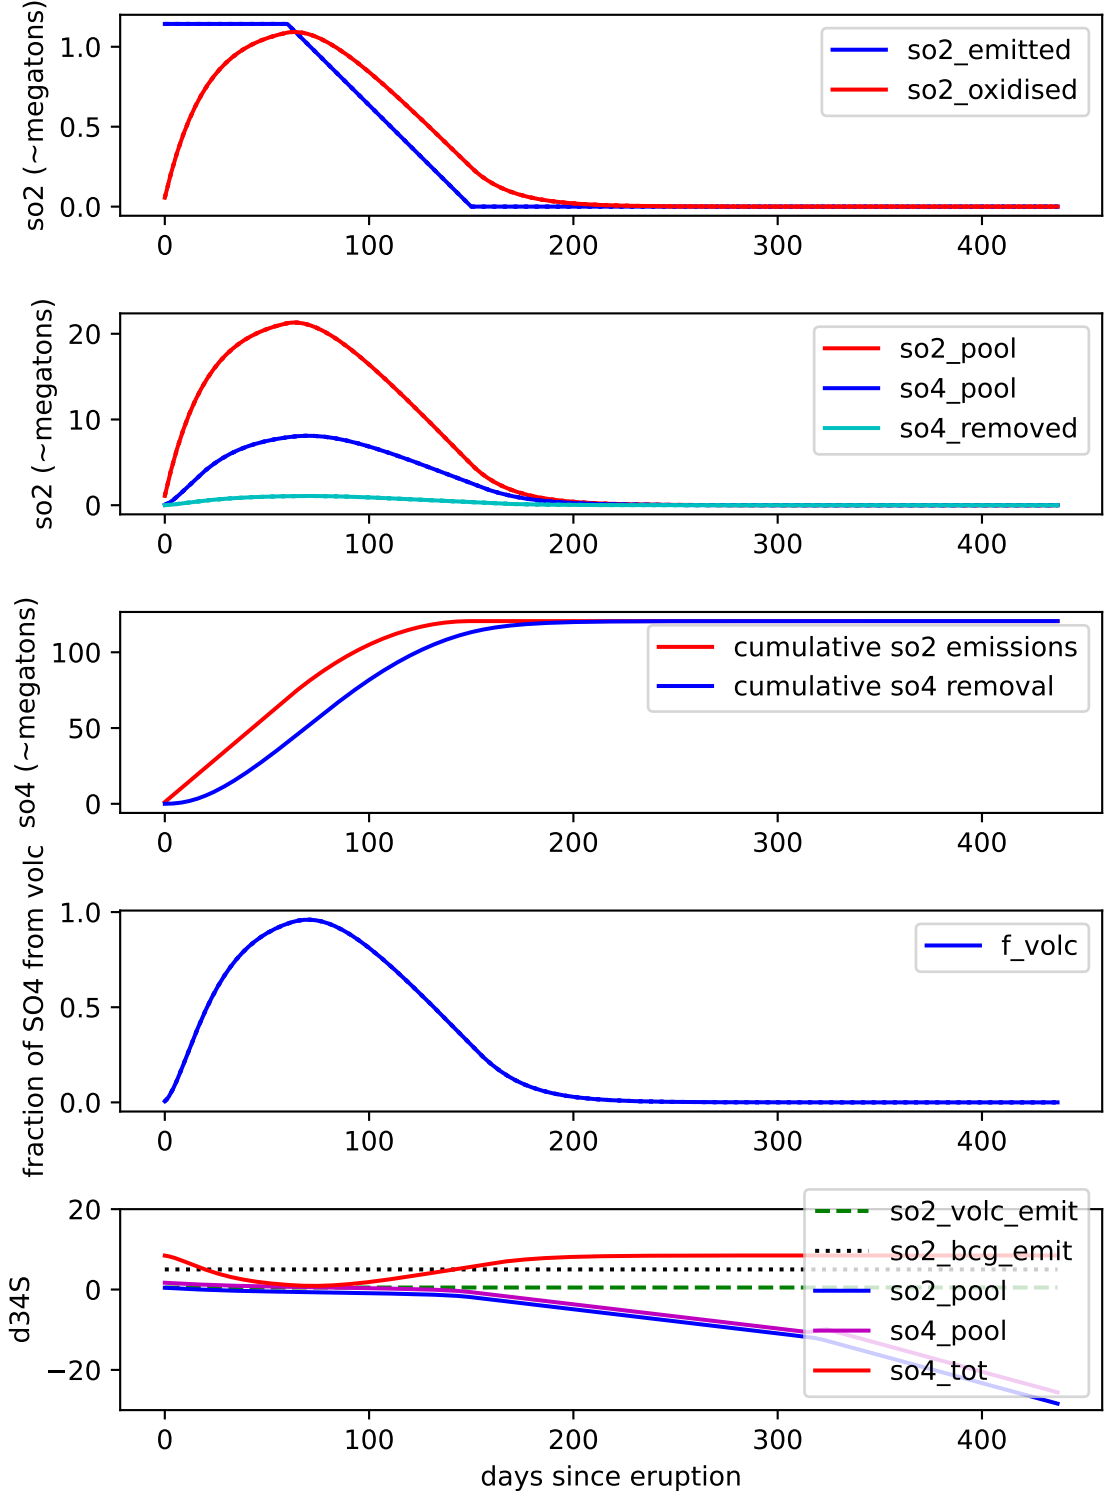 so2 (~megatons)
1.0
0.5
0.0
so2_emitted
so2_oxidised
0 100 200 300 400
so2 (~megatons)
20
10
0
so2_pool
so4_pool
so4_removed
0 100 200 300 400
so4 (~megatons)
100
50
0
cumulative so2 emissions
cumulative so4 removal
0 100 200 300 400
fraction of SO4 from volc
1.0
0.5
0.0
f_volc
0 100 200 300 400
d34S
20
0
−20
so2_volc_emit
so2_bcg_emit
so2_pool
so4_pool
so4_tot
0 100 200 300 400
days since eruption